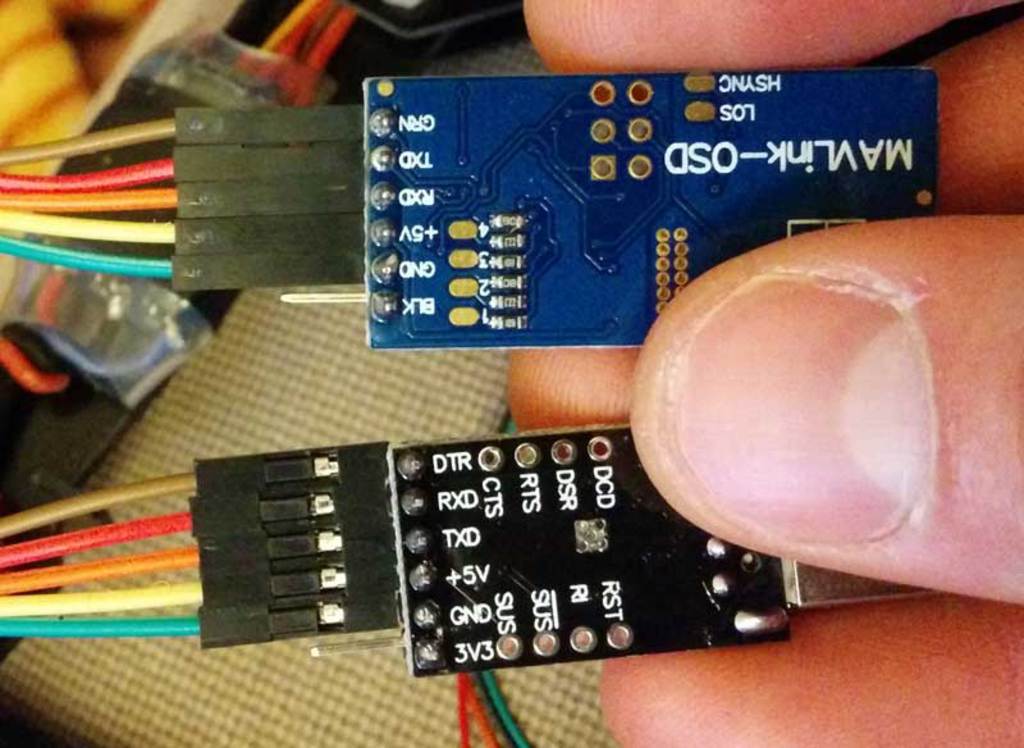 HSYNC
LOS
MAVLink-OSD
GRN
TXD
RXD
+5V
GND
BLK
4
3
2
1
DTR
RXD
TXD
+5V
GND
3V3
CTS
RTS
DSR
DCD
SUS
SUS
RI
RST